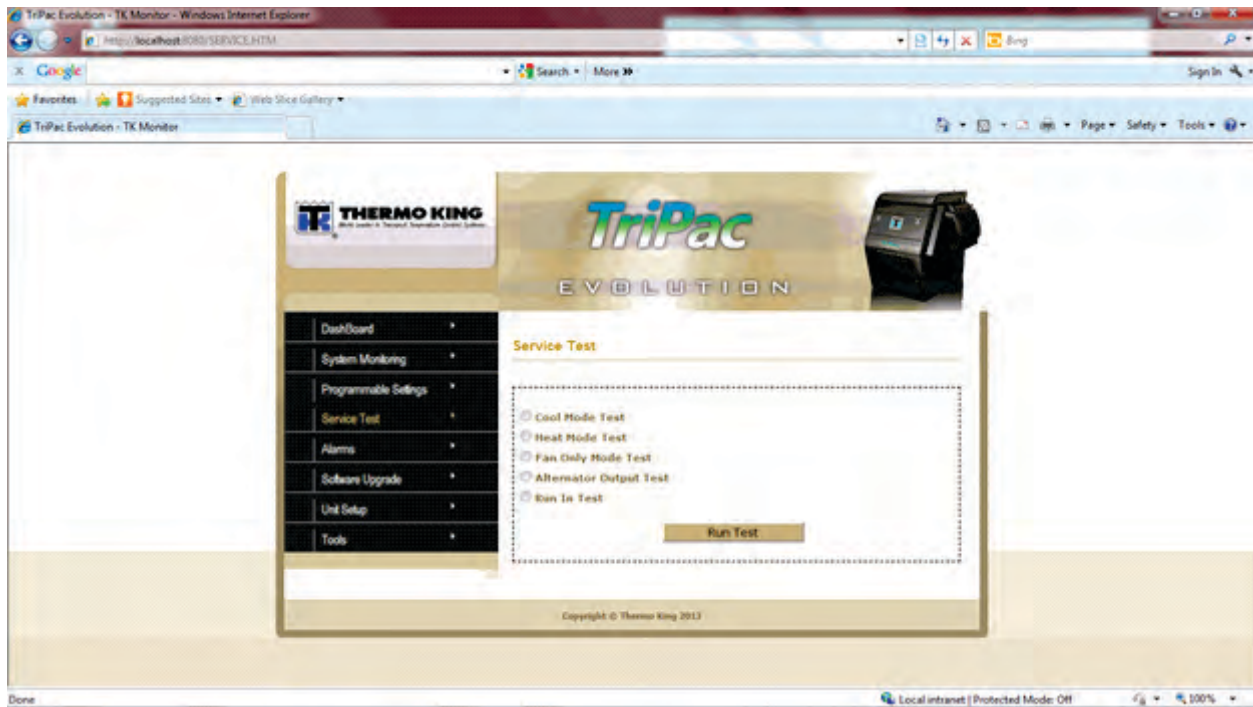 TriPac Evolution - TK Monitor - Windows Internet Explorer
http://localhost:8080/SERVICE.HTM
Bing
x Google
Search
More »
Sign In
Favorites
Suggested Sites
Web Slice Gallery
TriPac Evolution - TK Monitor
Page
Safety
Tools
THERMO KING
TriPac
EVOLUTION
DashBoard
System Monitoring
Programmable Settings
Service Test
Alarms
Software Upgrade
Unit Setup
Tools
Service Test
Cool Mode Test
Heat Mode Test
Fan Only Mode Test
Alternator Output Test
Run In Test
Run Test
Copyright © Thermo King 2013
Done
Local intranet | Protected Mode: Off
100%